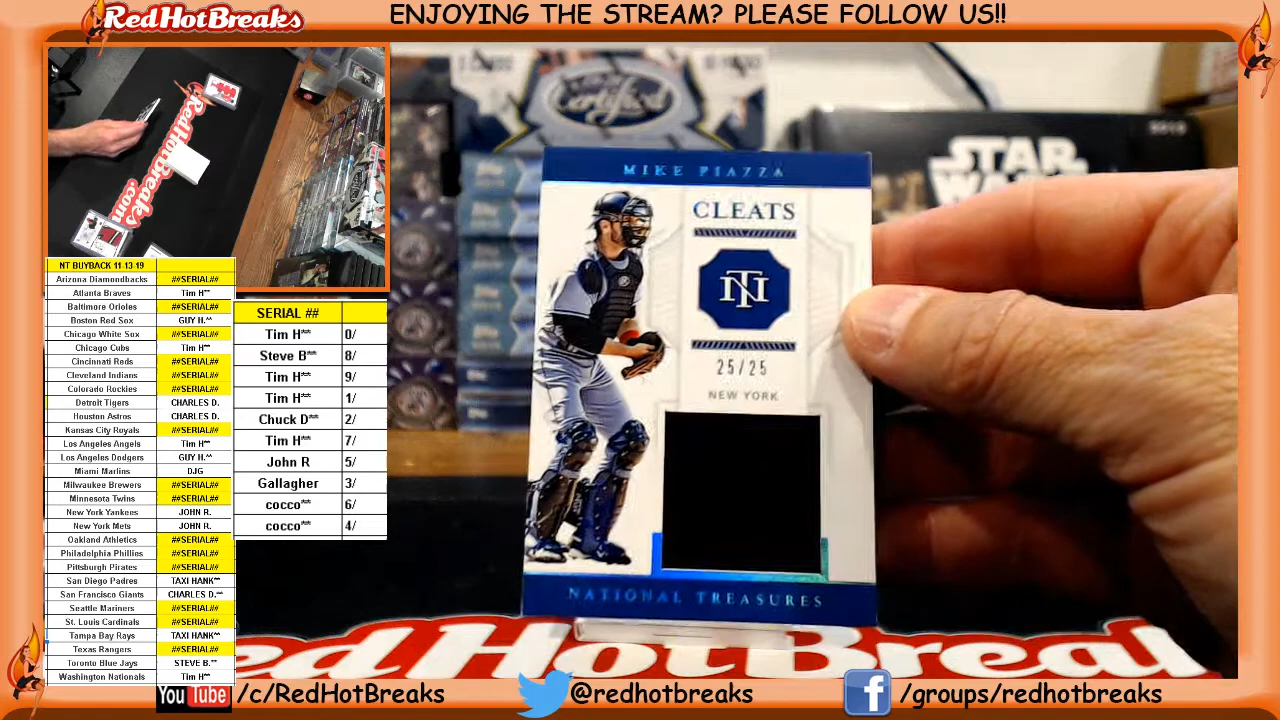 RedHotBreaks
ENJOYING THE STREAM? PLEASE FOLLOW US!!
RedHotBreaks
.com
Certified
STAR
MIKE PIAZZA
CLEATS
NT
25/25
NEW YORK
NATIONAL TREASURES
NT BUYBACK 11-13-19
Arizona Diamondbacks ##SERIAL##
Atlanta Braves Tim H**
Baltimore Orioles ##SERIAL##
Boston Red Sox GUY H.^^
Chicago White Sox ##SERIAL##
Chicago Cubs Tim H**
Cincinnati Reds ##SERIAL##
Cleveland Indians ##SERIAL##
Colorado Rockies ##SERIAL##
Detroit Tigers CHARLES D.
Houston Astros CHARLES D.
Kansas City Royals ##SERIAL##
Los Angeles Angels Tim H**
Los Angeles Dodgers GUY H.^^
Miami Marlins DJG
Milwaukee Brewers ##SERIAL##
Minnesota Twins ##SERIAL##
New York Yankees JOHN R.
New York Mets JOHN R.
Oakland Athletics ##SERIAL##
Philadelphia Phillies ##SERIAL##
Pittsburgh Pirates ##SERIAL##
San Diego Padres TAXI HANK^^
San Francisco Giants CHARLES D.**
Seattle Mariners ##SERIAL##
St. Louis Cardinals ##SERIAL##
Tampa Bay Rays TAXI HANK^^
Texas Rangers ##SERIAL##
Toronto Blue Jays STEVE B.**
Washington Nationals Tim H**
SERIAL ##
Tim H** 0/
Steve B** 8/
Tim H** 9/
Tim H** 1/
Chuck D** 2/
Tim H** 7/
John R 5/
Gallagher 3/
cocco** 6/
cocco** 4/
edHotBreak
You Tube /c/RedHotBreaks
@redhotbreaks
f /groups/redhotbreaks